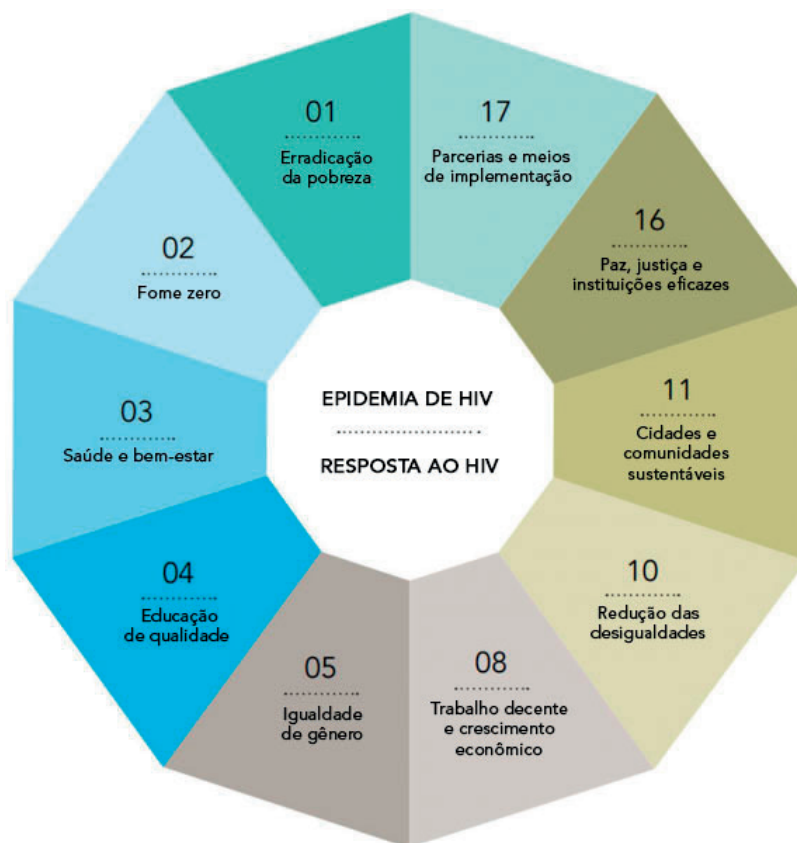 01
Erradicação
da pobreza
17
Parcerias e meios
de implementação
16
Paz, justiça e
instituições eficazes
11
Cidades e
comunidades
sustentáveis
10
Redução das
desigualdades
08
Trabalho decente
e crescimento
econômico
05
Igualdade
de gênero
04
Educação
de qualidade
03
Saúde e bem-estar
02
Fome zero
EPIDEMIA DE HIV
RESPOSTA AO HIV